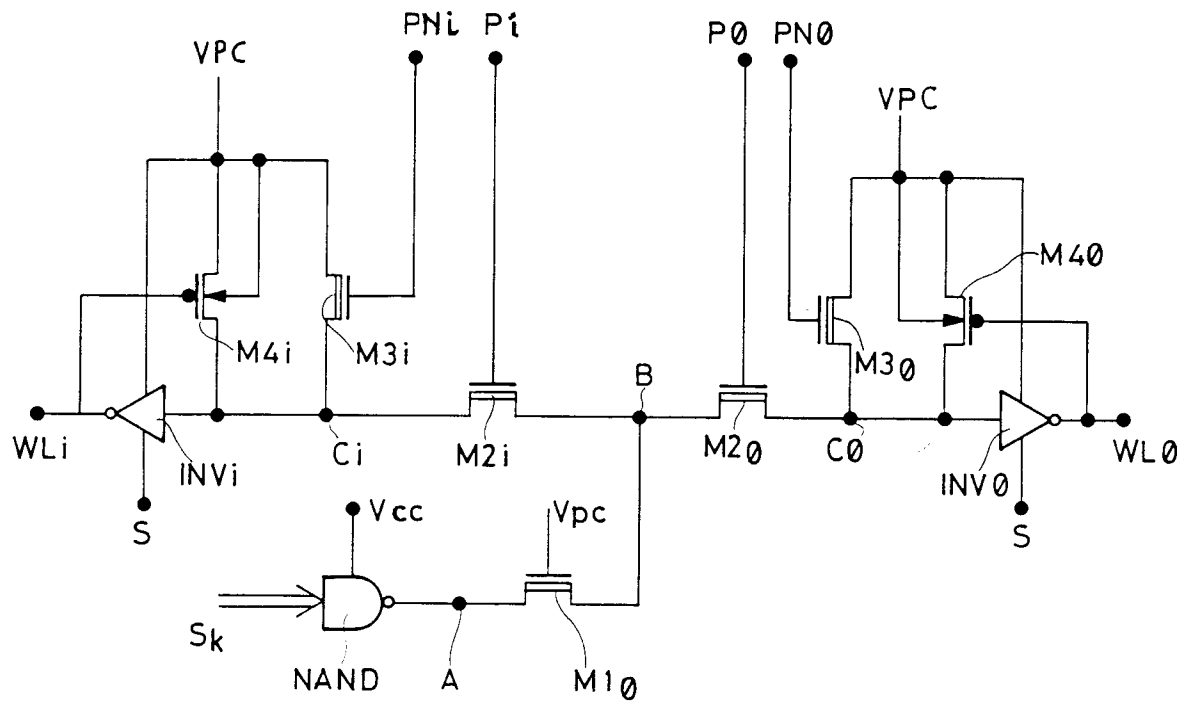 PNi Pi
P0 PN0
VPC
VPC
M40
M4i M3i
M30
B
WLi
INVi
Ci
M2i
M20
C0
INV0
WL0
S
Vcc
Vpc
S
Sk
NAND
A
M10